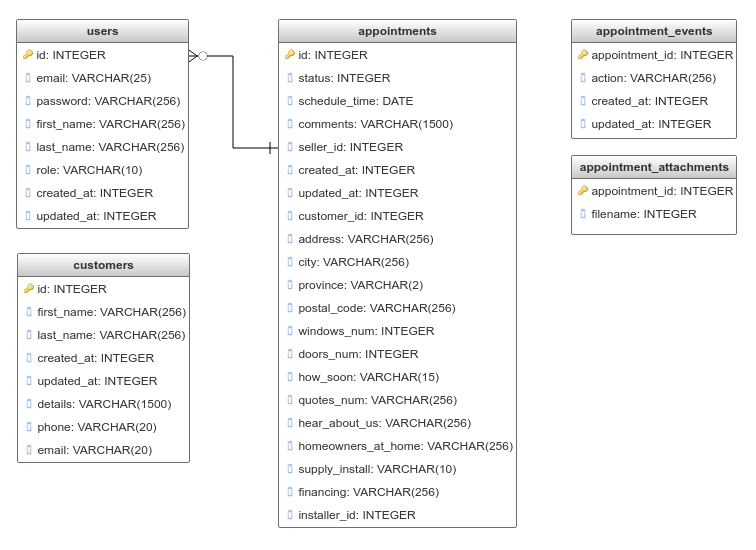 users
id: INTEGER
email: VARCHAR(25)
password: VARCHAR(256)
first_name: VARCHAR(256)
last_name: VARCHAR(256)
role: VARCHAR(10)
created_at: INTEGER
updated_at: INTEGER
customers
id: INTEGER
first_name: VARCHAR(256)
last_name: VARCHAR(256)
created_at: INTEGER
updated_at: INTEGER
details: VARCHAR(1500)
phone: VARCHAR(20)
email: VARCHAR(20)
appointments
id: INTEGER
status: INTEGER
schedule_time: DATE
comments: VARCHAR(1500)
seller_id: INTEGER
created_at: INTEGER
updated_at: INTEGER
customer_id: INTEGER
address: VARCHAR(256)
city: VARCHAR(256)
province: VARCHAR(2)
postal_code: VARCHAR(256)
windows_num: INTEGER
doors_num: INTEGER
how_soon: VARCHAR(15)
quotes_num: VARCHAR(256)
hear_about_us: VARCHAR(256)
homeowners_at_home: VARCHAR(256)
supply_install: VARCHAR(10)
financing: VARCHAR(256)
installer_id: INTEGER
appointment_events
appointment_id: INTEGER
action: VARCHAR(256)
created_at: INTEGER
updated_at: INTEGER
appointment_attachments
appointment_id: INTEGER
filename: INTEGER